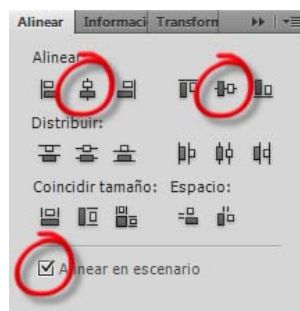 Alinear Informaci Transforn
Alinear:
Distribuir:
Coincidir tamaño: Espacio:
Alinear en escenario